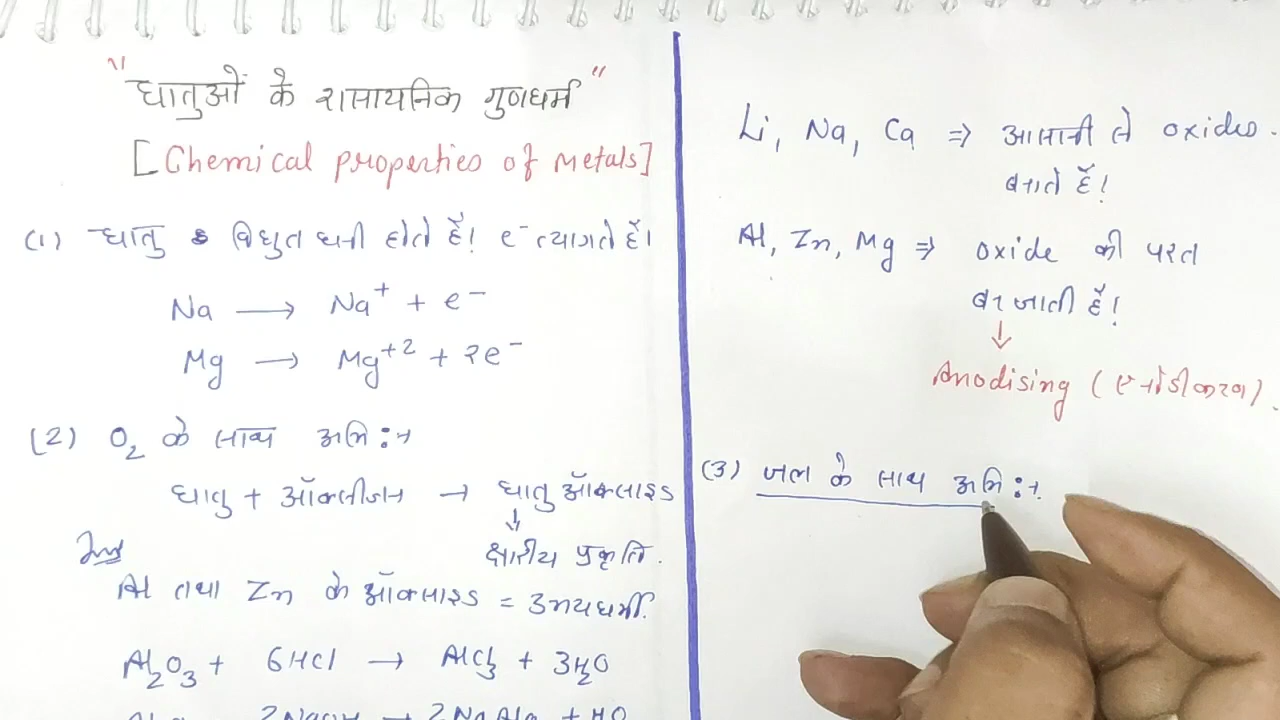 "धातुओं के रासायनिक गुणधर्म"
[Chemical properties of Metals]
(1) धातु विधुत धनी होते हैं! e⁻ त्यागते हैं।
Na → Na⁺ + e⁻
Mg → Mg⁺² + 2e⁻
(2) O₂ के साथ अभि :न
धातु + ऑक्सीजन → धातु ऑक्साइड
↓
क्षारीय प्रकृति.
Imp
Al तथा Zn के ऑक्साइड = उभयधर्मी.
Al₂O₃ + 6HCl → AlCl₃ + 3H₂O
Li, Na, Ca ⇒ आसानी से oxides.
बनाते हैं!
Al, Zn, Mg ⇒ oxide की परत
बन जाती हैं!
↓
Anodising (एनोडीकरण).
(3) जल के साथ अभि :न.